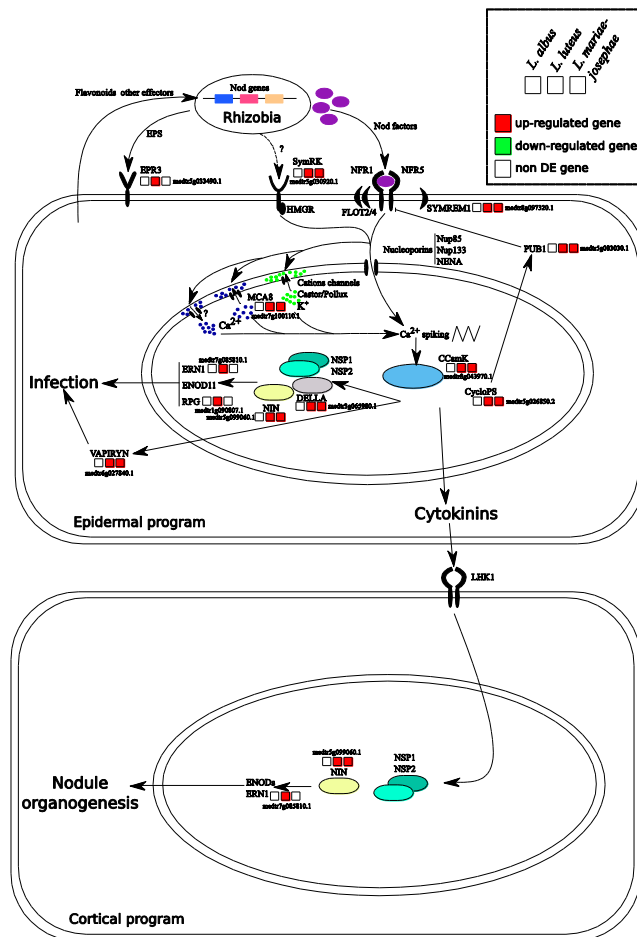 L. albus
L. luteus
L. mariae-
josephae
up-regulated gene
down-regulated gene
non DE gene
Flavonoids other effectors
Nod genes
Rhizobia
EPS
?
Nod factors
EPR3
medtr5g033490.1
SymRK
medtr5g030920.1
HMGR
NFR1
NFR5
FLOT2/4
SYMREM1
medtr8g097320.1
Nucleoporins
Nup85
Nup133
NENA
PUB1
medtr5g083030.1
Cations channels
Castor/Pollux
K+
MCA8
medtr7g100110.1
?
Ca2+
Ca2+
spiking
CCamK
medtr8g043970.1
CycloPS
medtr5g026850.2
NSP1
NSP2
DELLA
medtr3g065980.1
NIN
medtr5g099060.1
medtr7g085810.1
ERN1
ENOD11
RPG
medtr1g090807.1
Infection
VAPIRYN
medtr6g027840.1
Epidermal program
Cytokinins
LHK1
medtr5g099060.1
NIN
NSP1
NSP2
ENODs
ERN1
medtr7g085810.1
Nodule
organogenesis
Cortical program